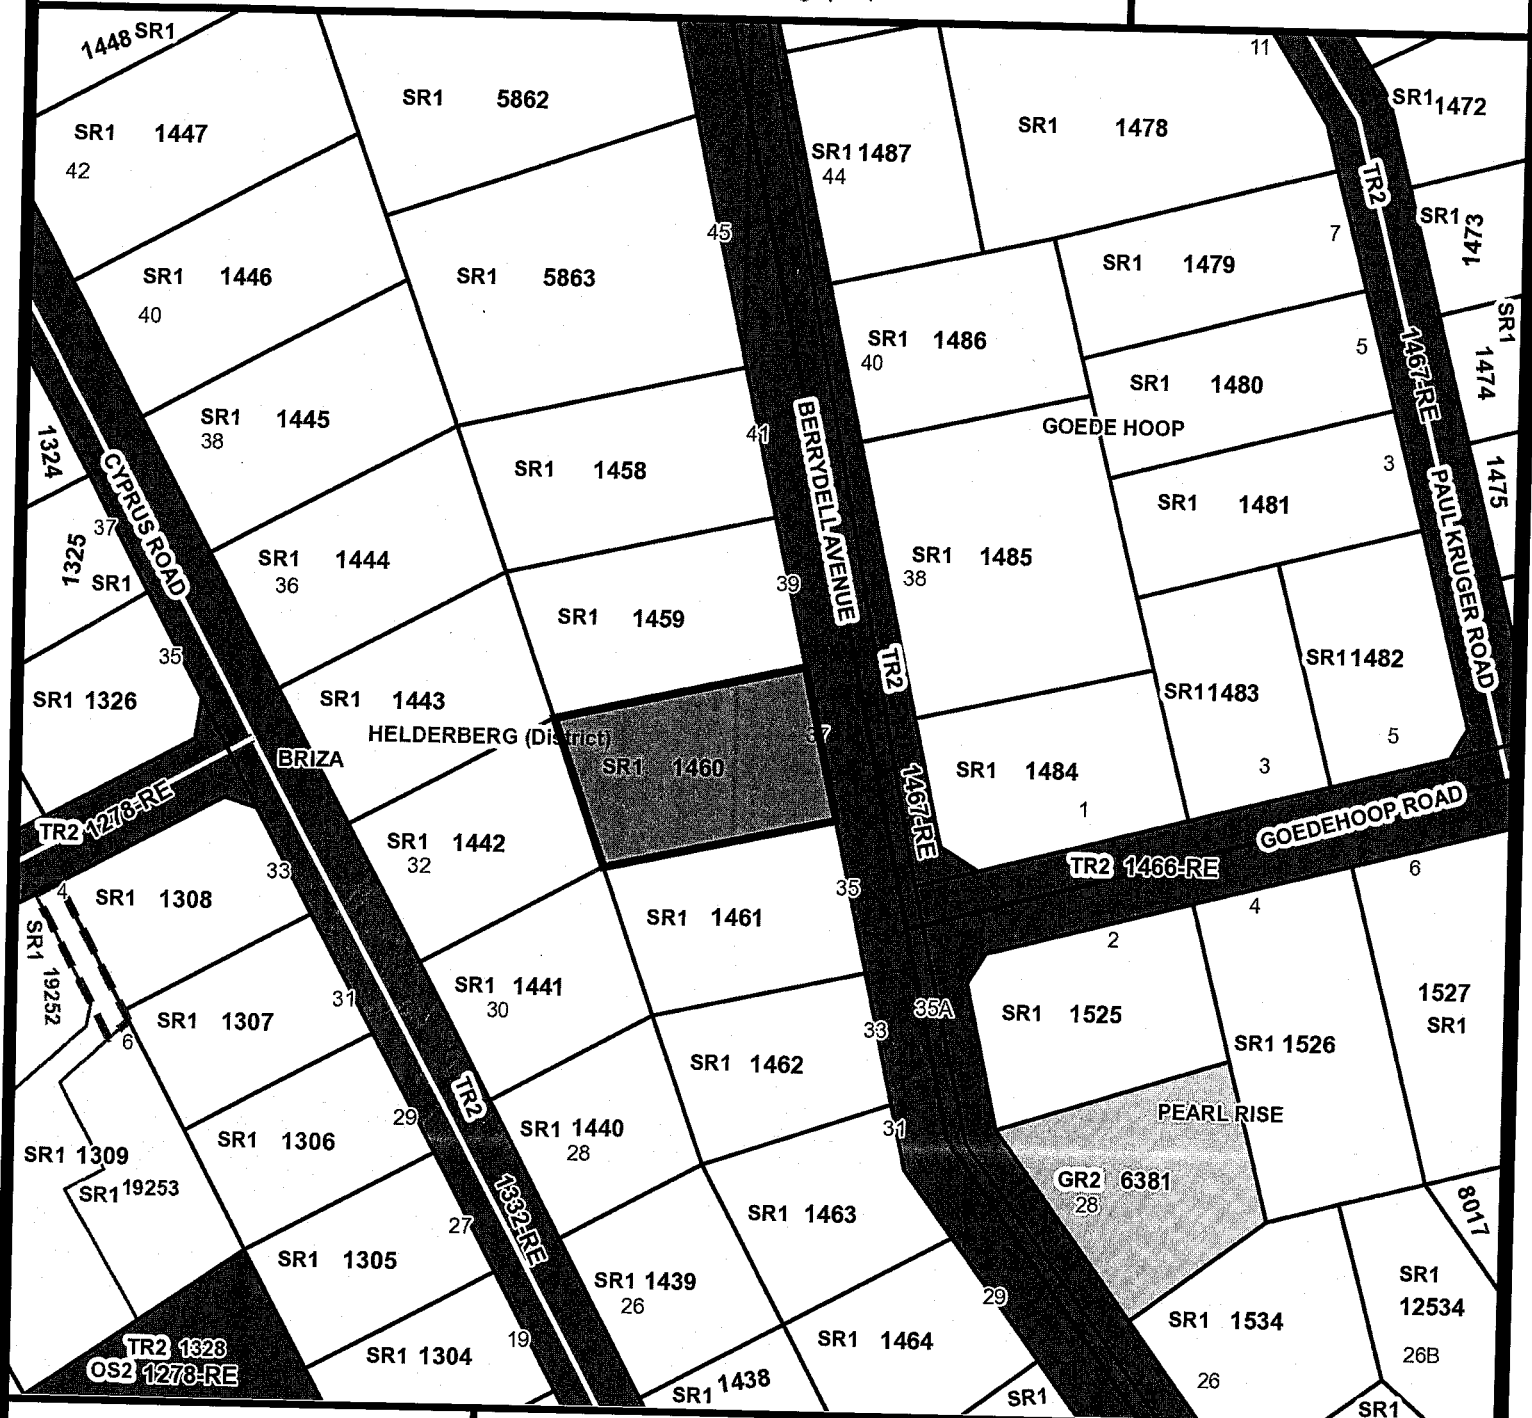 1448 SR1
SR1 5862
11
SR1 1472
SR1 1447
42
SR1 1478
SR1 1487
44
TR2
SR1 1473
45
7
SR1 1446
40
SR1 5863
SR1 1479
SR1
1474
SR1 1486
40
5
SR1 1480
1467-RE
SR1 1445
38
41
BERRYDELL AVENUE
GOEDE HOOP
1324
CYPRUS ROAD
SR1 1458
3
PAUL KRUGER ROAD
1475
SR1 1481
37
1325
SR1
SR1 1444
36
39
SR1 1485
38
SR1 1459
35
TR2
SR1 1482
SR1 1483
SR1 1326
SR1 1443
HELDERBERG (District)
37
BRIZA
SR1 1460
SR1 1484
1
3
5
TR2 1278-RE
1467-RE
GOEDEHOOP ROAD
SR1 1442
32
TR2 1466-RE
6
33
4
SR1 1308
35
SR1 1461
4
2
SR1
19252
SR1 1441
30
31
SR1 1307
6
33
35A
SR1 1525
1527
SR1
SR1 1526
SR1 1462
TR2
29
SR1 1440
28
31
PEARL RISE
SR1 1306
SR1 1309
SR1 19253
GR2 6381
28
1332-RE
27
SR1 1463
8017
SR1 1305
SR1 1439
26
29
SR1
12534
SR1 1534
TR2 1328
OS2 1278-RE
19
SR1 1304
SR1 1464
26B
SR1 1438
SR1
26
SR1